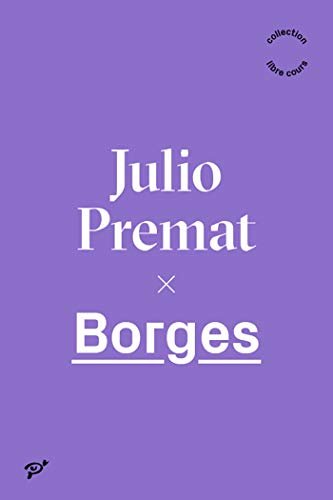 collection
libre cours
Julio
Premat
×
Borges